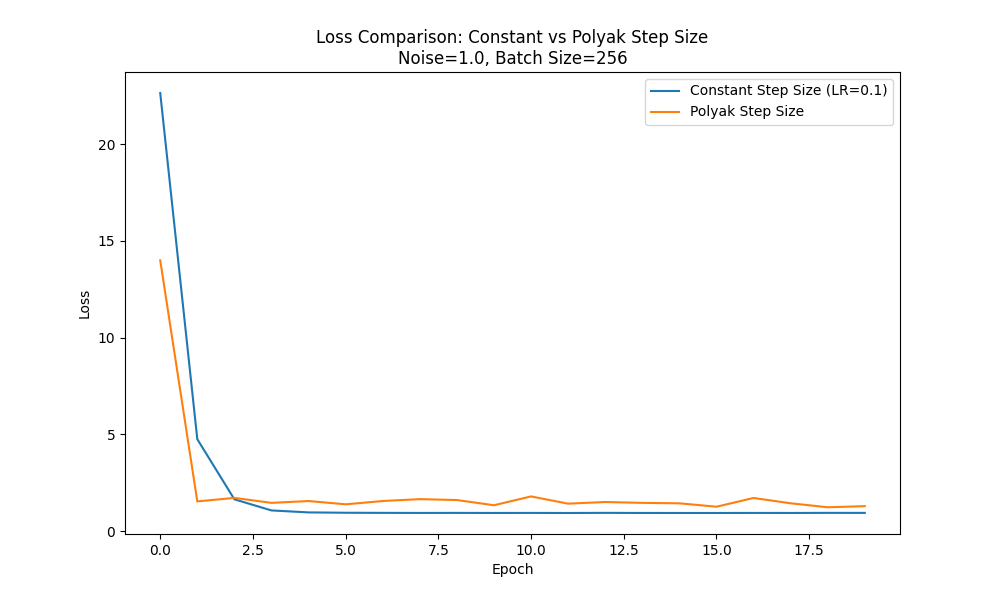 Loss Comparison: Constant vs Polyak Step Size
Noise=1.0, Batch Size=256
Constant Step Size (LR=0.1)
Polyak Step Size
Loss
20
15
10
5
0
0.0 2.5 5.0 7.5 10.0 12.5 15.0 17.5
Epoch